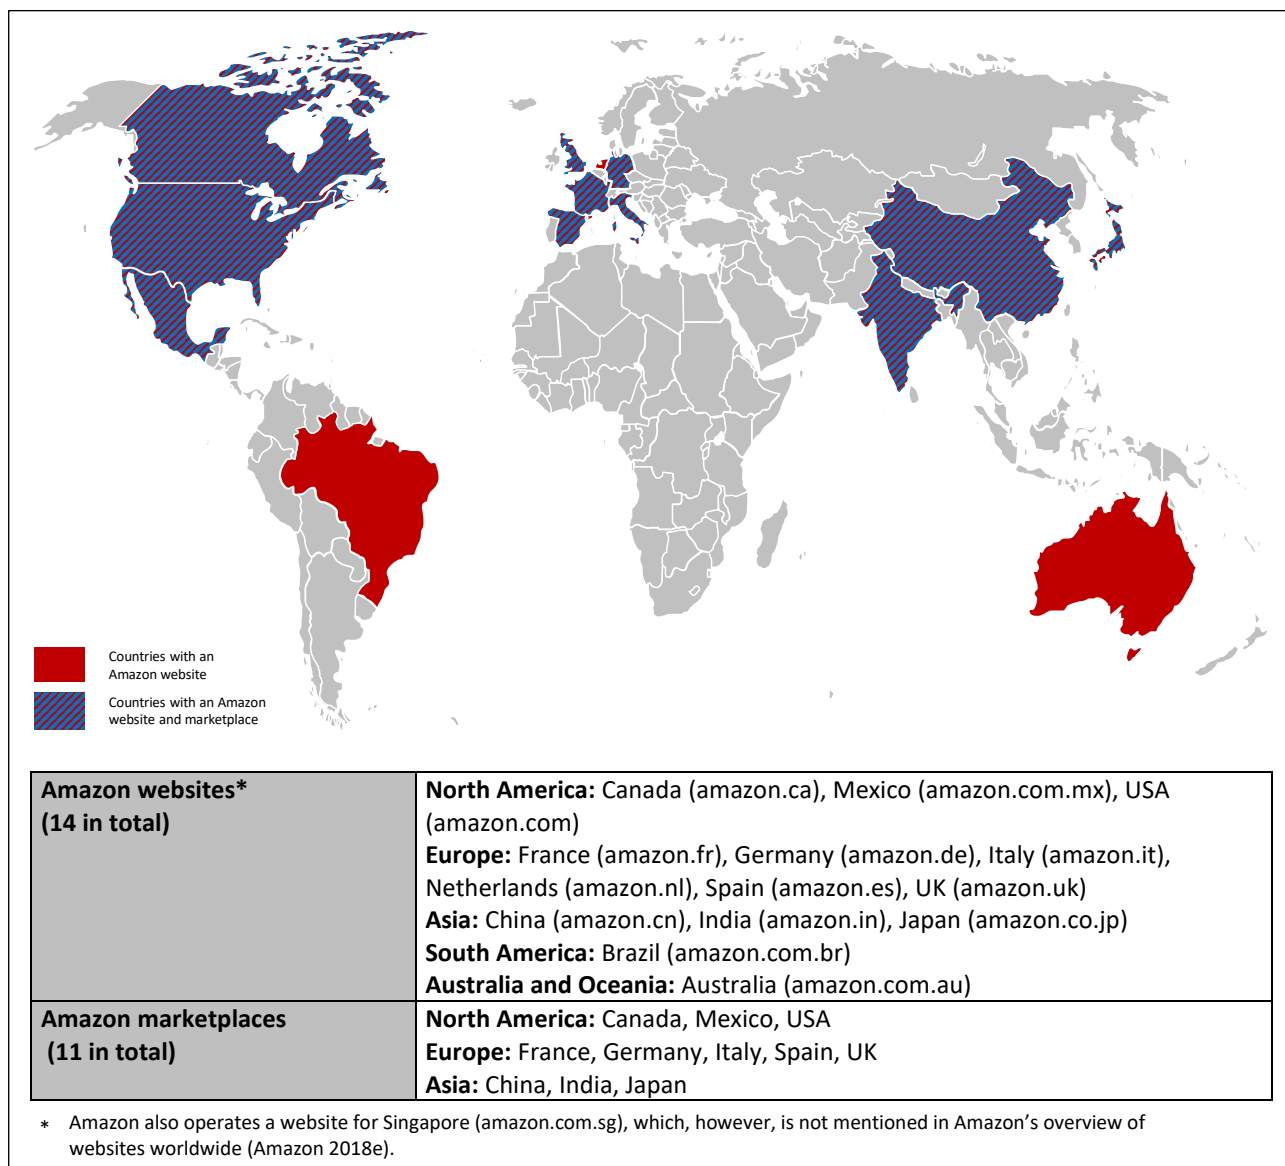 Countries with an
Amazon website
Countries with an Amazon
website and marketplace
Amazon websites*
(14 in total)
North America: Canada (amazon.ca), Mexico (amazon.com.mx), USA
(amazon.com)
Europe: France (amazon.fr), Germany (amazon.de), Italy (amazon.it),
Netherlands (amazon.nl), Spain (amazon.es), UK (amazon.uk)
Asia: China (amazon.cn), India (amazon.in), Japan (amazon.co.jp)
South America: Brazil (amazon.com.br)
Australia and Oceania: Australia (amazon.com.au)
Amazon marketplaces
(11 in total)
North America: Canada, Mexico, USA
Europe: France, Germany, Italy, Spain, UK
Asia: China, India, Japan
* Amazon also operates a website for Singapore (amazon.com.sg), which, however, is not mentioned in Amazon’s overview of
websites worldwide (Amazon 2018e).